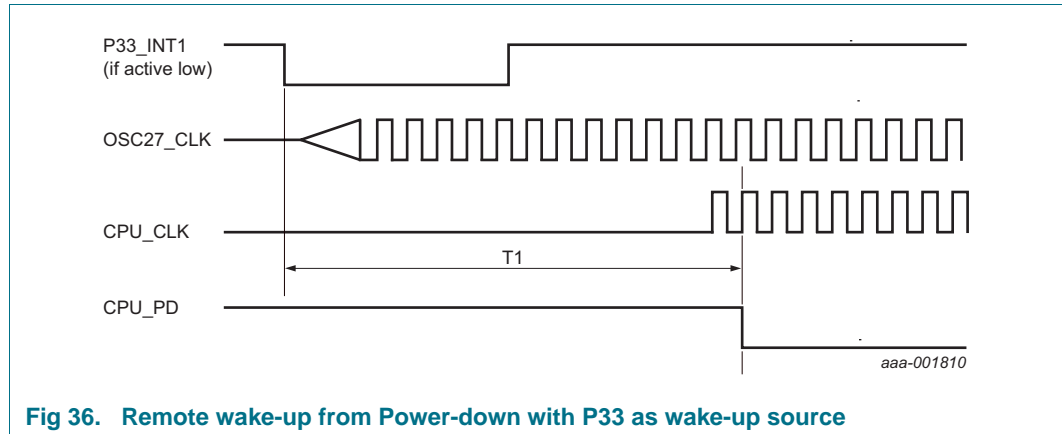 P33_INT1
(if active low)
OSC27_CLK
CPU_CLK
T1
CPU_PD
aaa-001810
Fig 36. Remote wake-up from Power-down with P33 as wake-up source